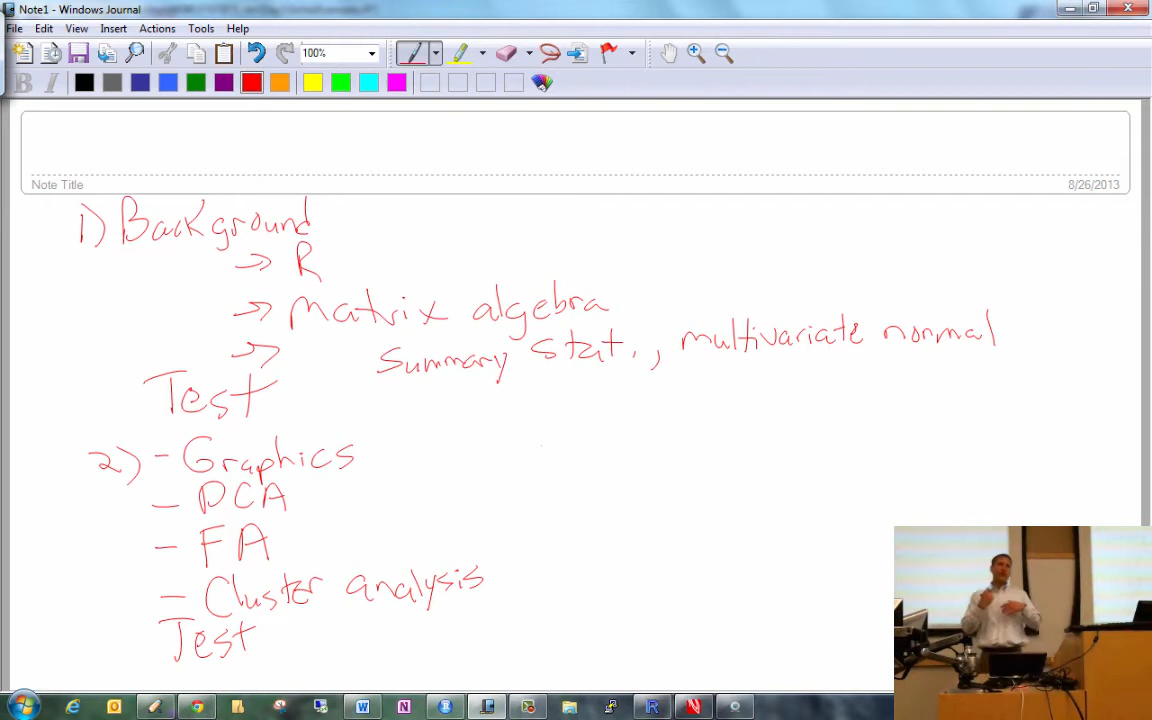 Note1 - Windows Journal
File Edit View Insert Actions Tools Help
100%
B I
Note Title 8/26/2013
1) Background
→ R
→ Matrix algebra
→ Summary stat., multivariate normal
Test
2) - Graphics
- PCA
- FA
- Cluster analysis
Test